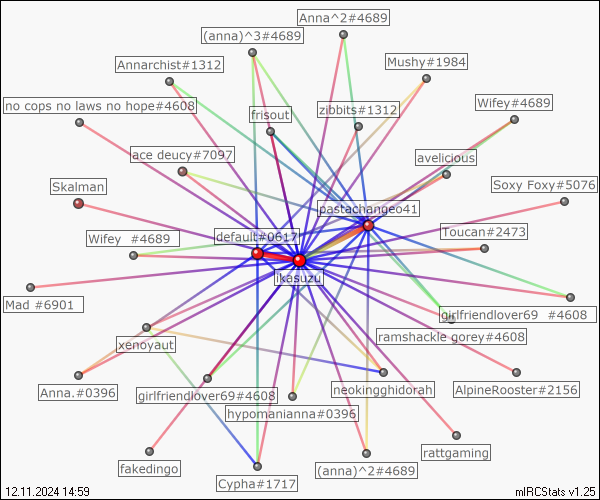 Anna^2#4689
(anna)^3#4689
Annarchist#1312
Mushy#1984
no cops no laws no hope#4608
frisout
zibbits#1312
Wifey#4689
ace deucy#7097
avelicious
Skalman
Soxy Foxy#5076
pastachangeo41
Wifey #4689
default#0617
Toucan#2473
ikasuzu
Mad #6901
girlfriendlover69 #4608
ramshackle gorey#4608
xenoyaut
Anna.#0396
girlfriendlover69#4608
neokingghidorah
AlpineRooster#2156
hypomanianna#0396
rattgaming
fakedingo
(anna)^2#4689
Cypha#1717
12.11.2024 14:59
mIRCStats v1.25